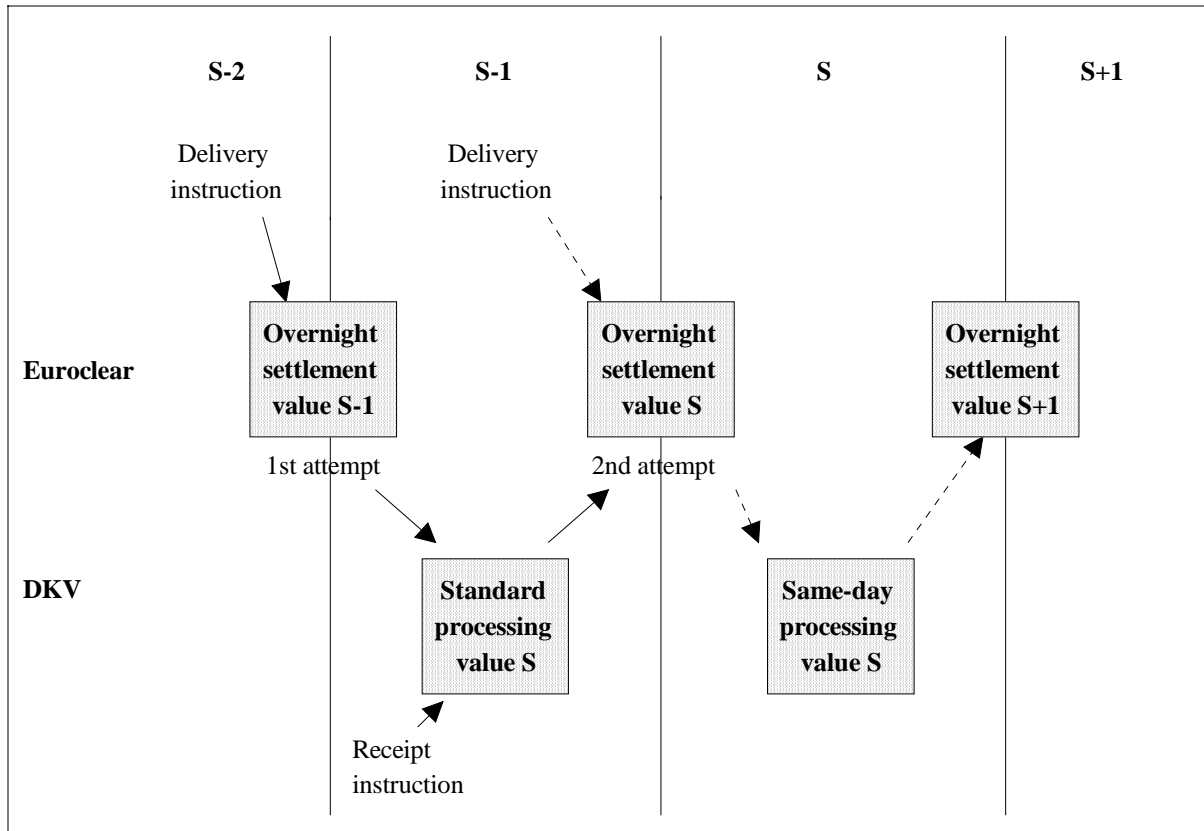 S-2
S-1
S
S+1
Delivery
instruction
Delivery
instruction
Euroclear
Overnight
settlement
value S-1
Overnight
settlement
value S
Overnight
settlement
value S+1
1st attempt
2nd attempt
DKV
Standard
processing
value S
Same-day
processing
value S
Receipt
instruction